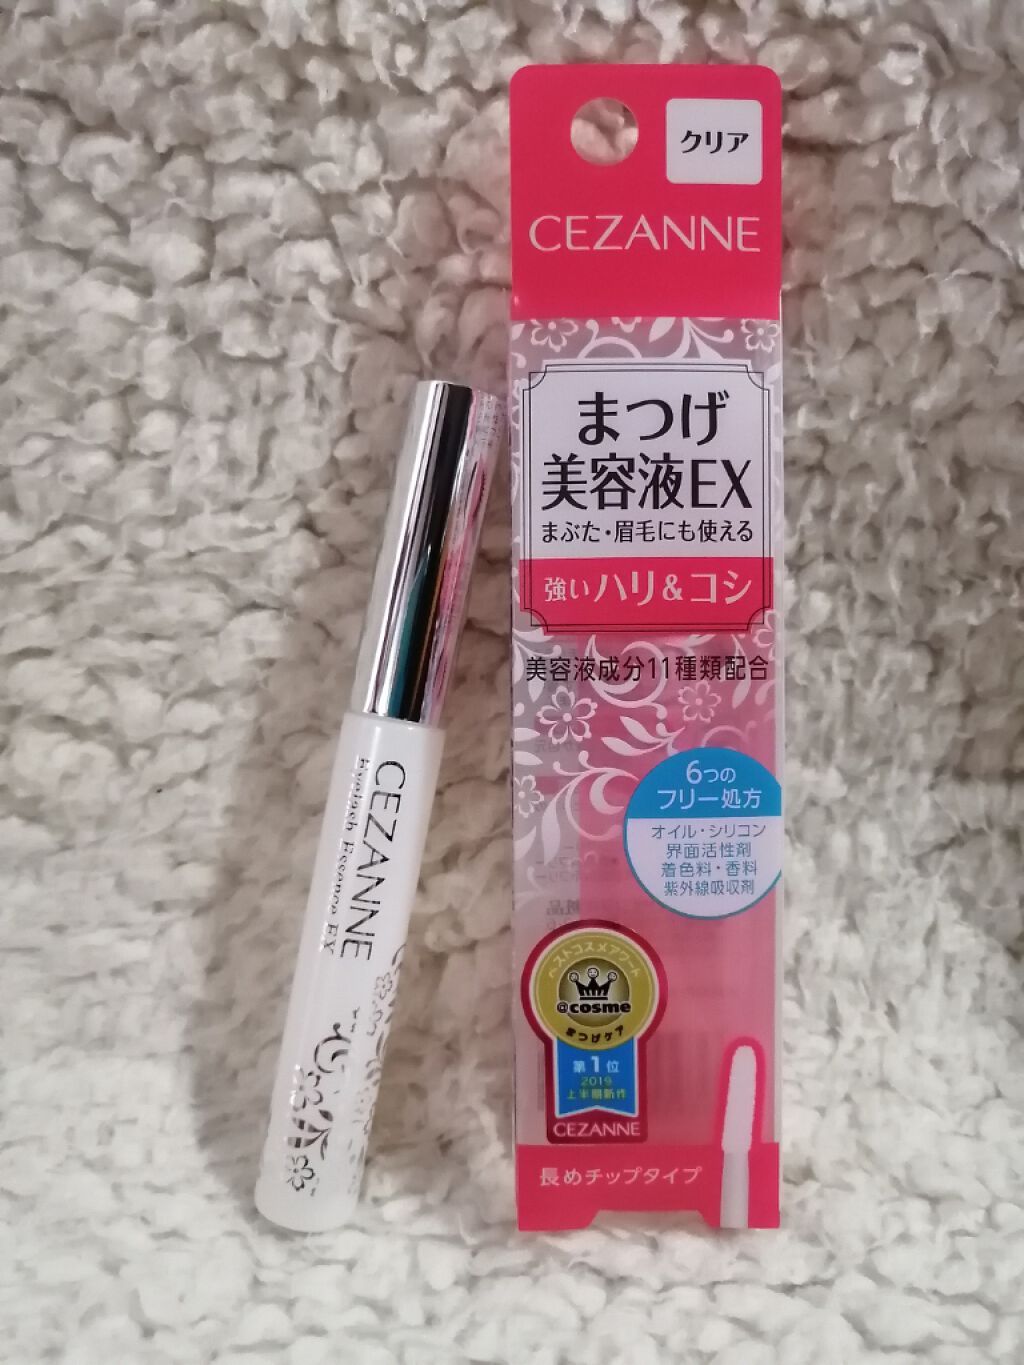 クリア
CEZANNE
まつげ
美容液EX
まぶた・眉毛にも使える
強いハリ&コシ
美容液成分11種類配合
6つの
フリー処方
オイル・シリコン
界面活性剤
着色料・香料
紫外線吸収剤
ベストコスメアワード
@cosme
まつげケア
第1位
2019
上半期新作
CEZANNE
長めチップタイプ
CEZANNE
Eyelash Essence EX